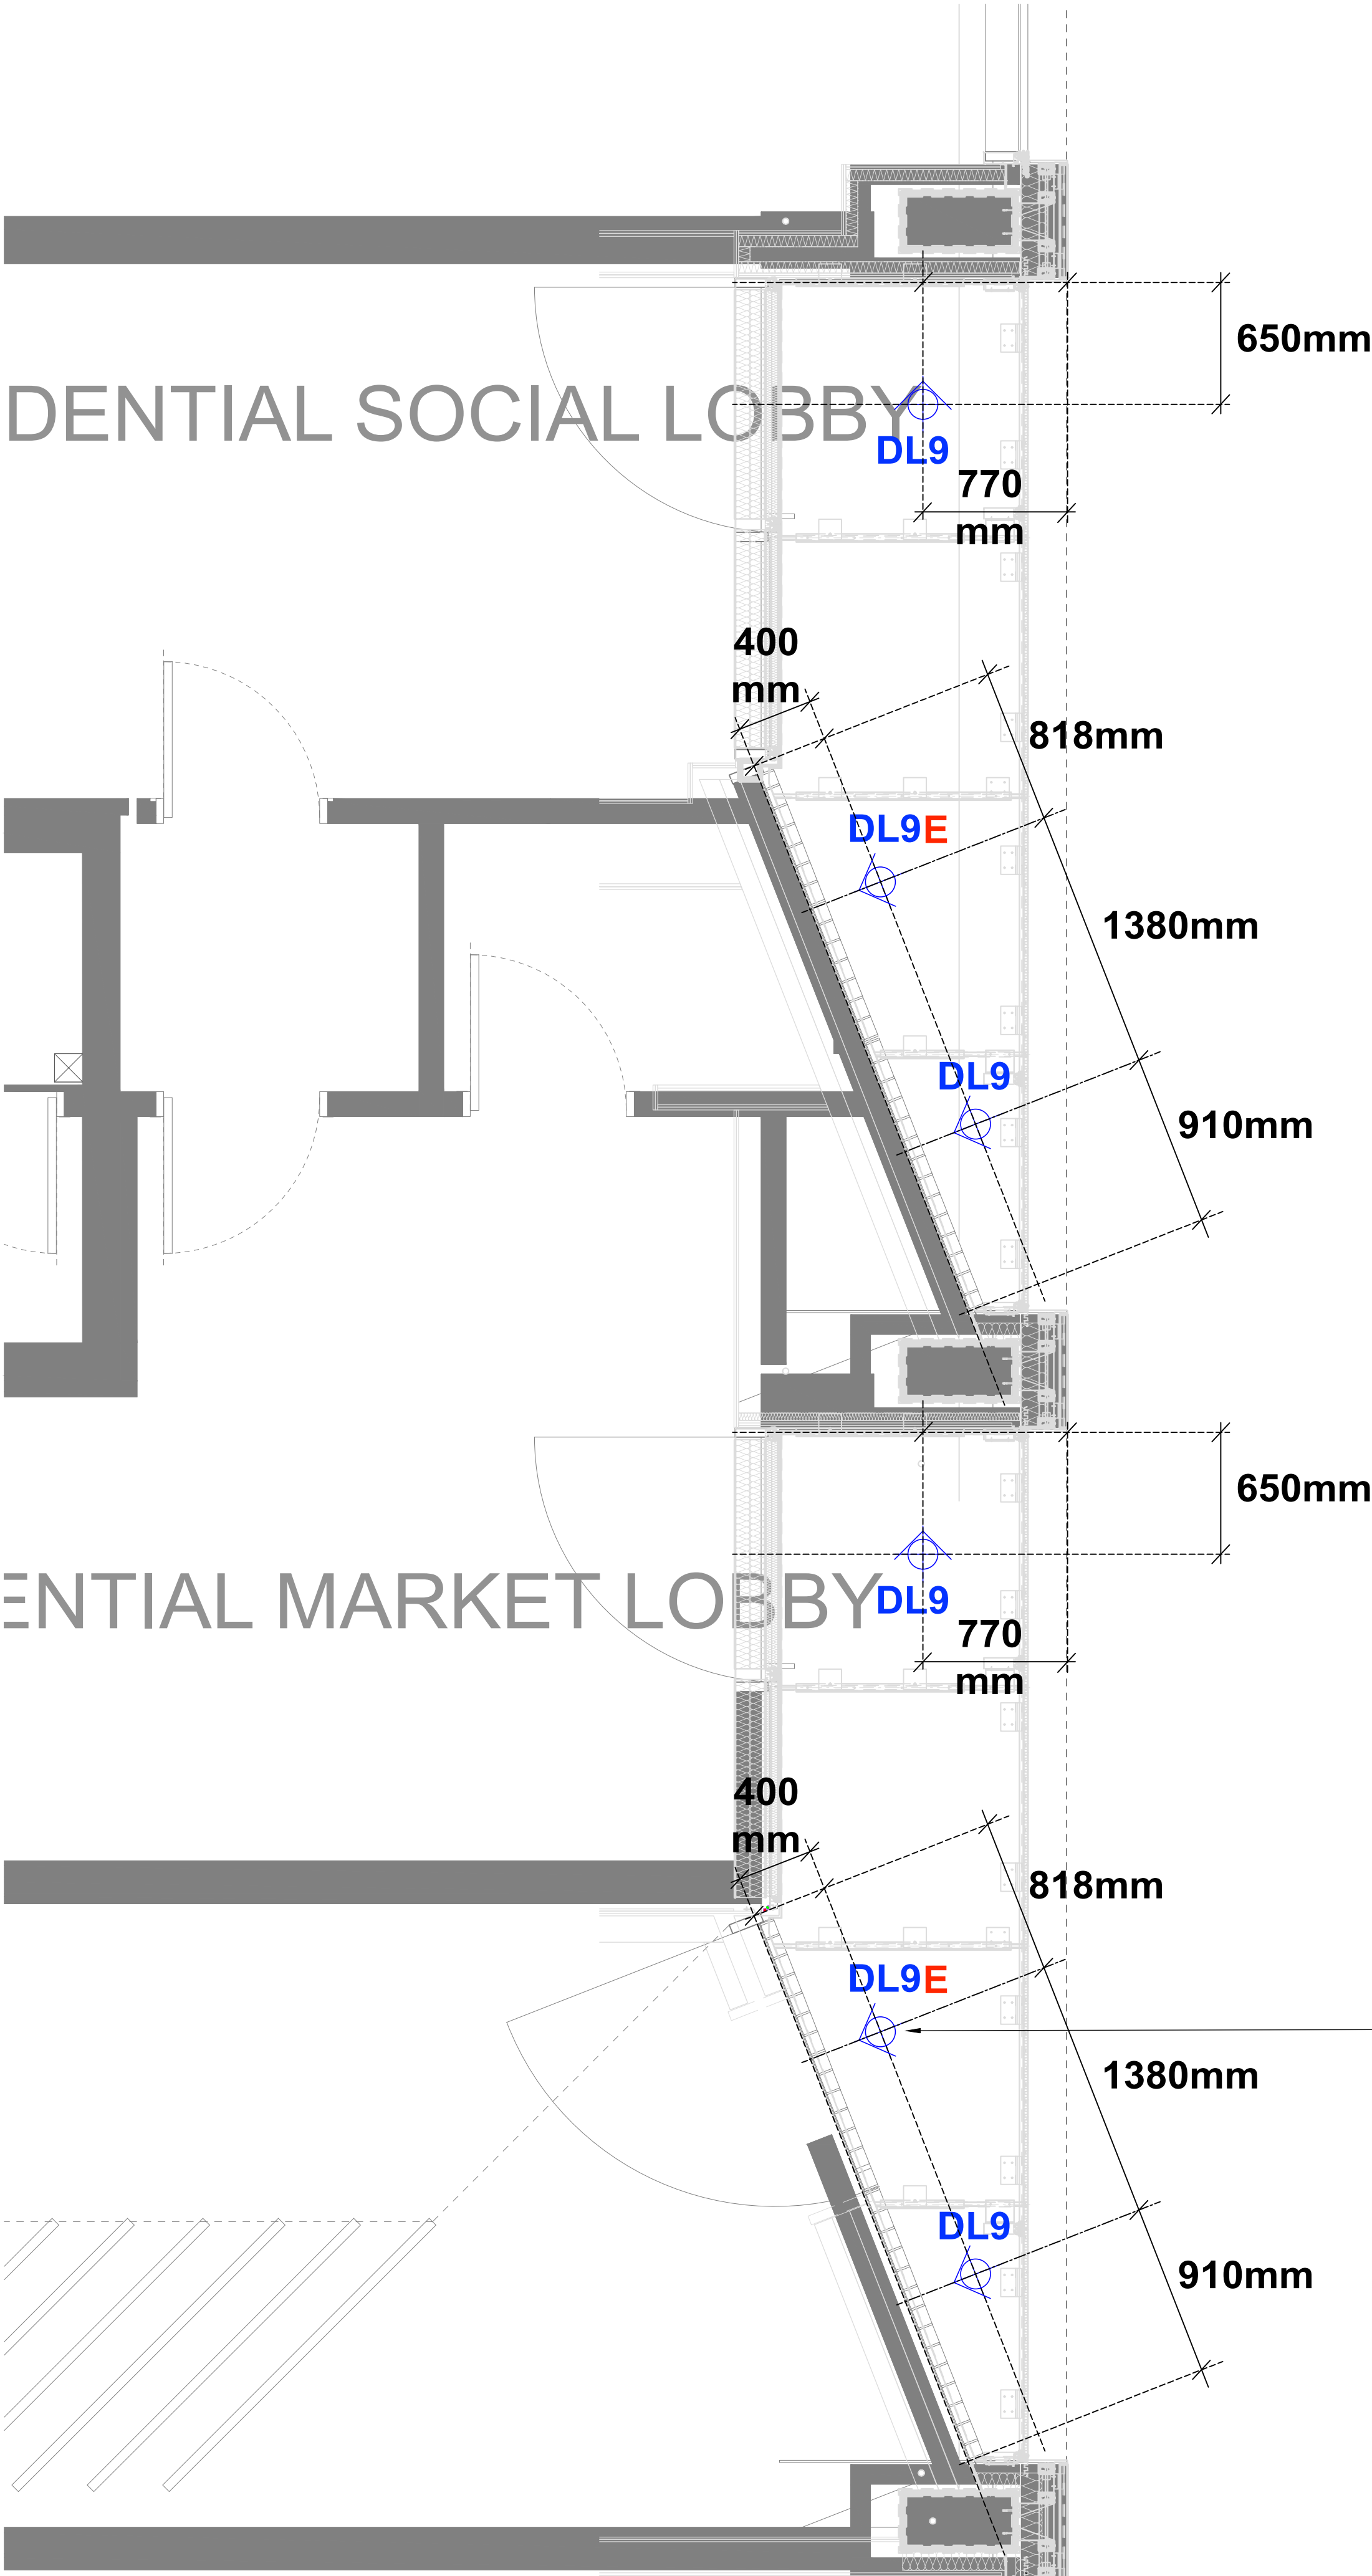 650mm
DENTIAL SOCIAL LOBBY
DL9
770
mm
400
mm
818mm
DL9E
1380mm
DL9
910mm
650mm
ENTIAL MARKET LOBBY
DL9
770
mm
400
mm
818mm
DL9E
1380mm
DL9
910mm